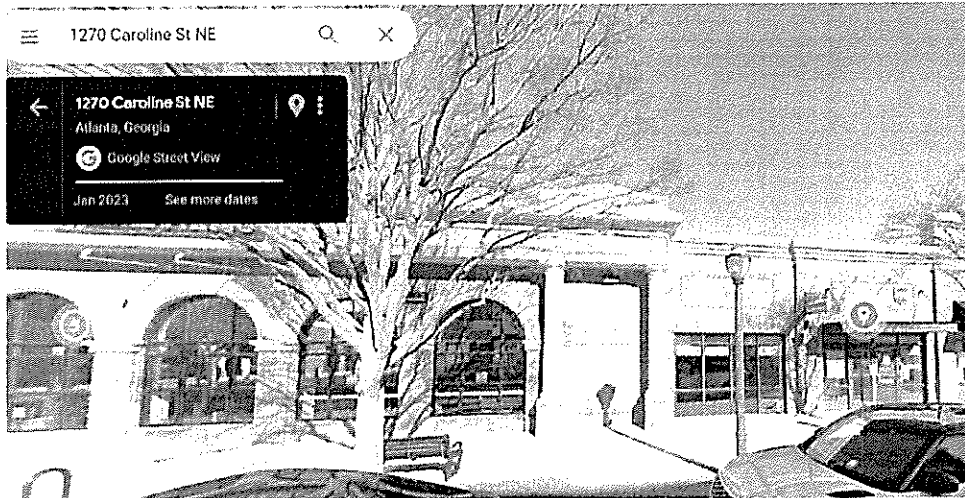 1270 Caroline St NE
1270 Caroline St NE
Atlanta, Georgia
Google Street View
Jan 2023 See more dates